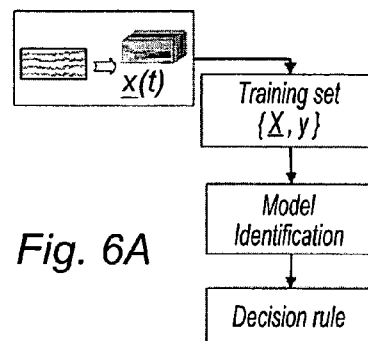 x(t)
Training set
{X, y}
Model
Identification
Decision rule
Fig. 6A